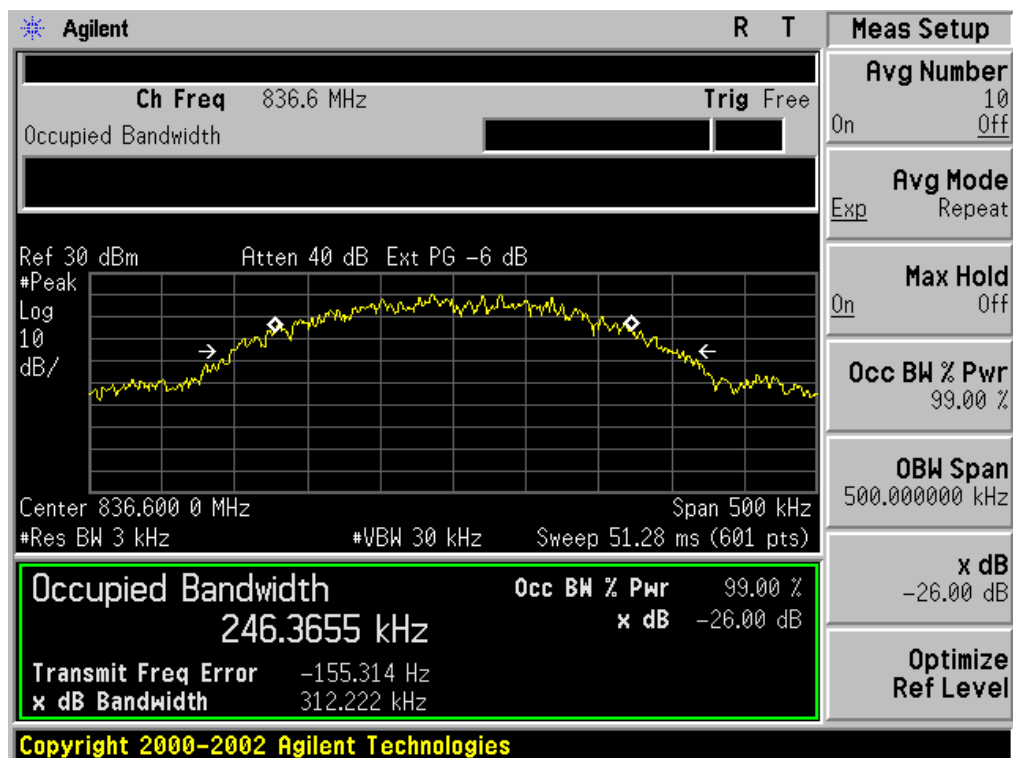 Agilent R T
Ch Freq 836.6 MHz Trig Free
Occupied Bandwidth
Ref 30 dBm Atten 40 dB Ext PG -6 dB
#Peak
Log
10
dB/
Center 836.600 0 MHz Span 500 kHz
#Res BW 3 kHz #VBW 30 kHz Sweep 51.28 ms (601 pts)
Occupied Bandwidth Occ BW % Pwr 99.00 %
246.3655 kHz x dB -26.00 dB
Transmit Freq Error -155.314 Hz
x dB Bandwidth 312.222 kHz
Copyright 2000-2002 Agilent Technologies
Meas Setup
Avg Number
10
On Off
Avg Mode
Exp Repeat
Max Hold
On Off
Occ BW % Pwr
99.00 %
OBW Span
500.000000 kHz
x dB
-26.00 dB
Optimize
Ref Level